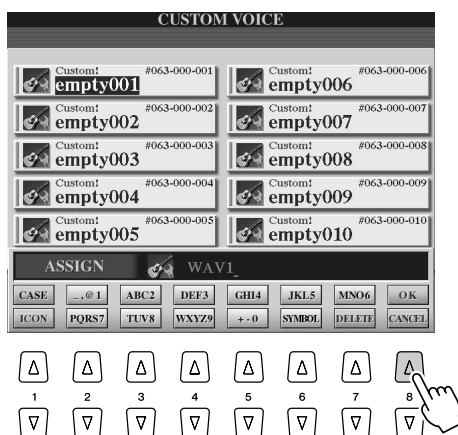 CUSTOM VOICE
Custom! #063-000-001
empty001
Custom! #063-000-006
empty006
Custom! #063-000-002
empty002
Custom! #063-000-007
empty007
Custom! #063-000-003
empty003
Custom! #063-000-008
empty008
Custom! #063-000-004
empty004
Custom! #063-000-009
empty009
Custom! #063-000-005
empty005
Custom! #063-000-010
empty010
ASSIGN WAV1_
CASE _,@1 ABC2 DEF3 GHI4 JKL5 MNO6 OK
ICON PQRS7 TUV8 WXYZ9 +-0 SYMBOL DELETE CANCEL
1 2 3 4 5 6 7 8